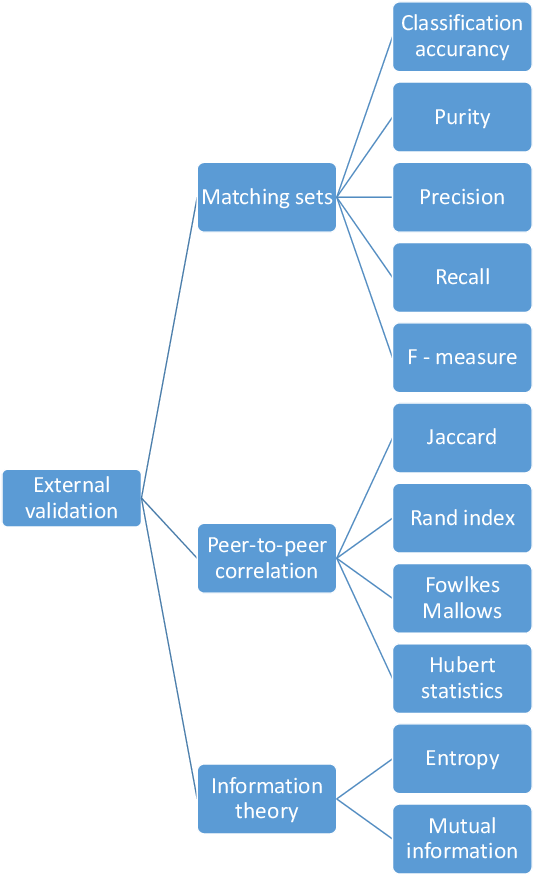 Classification
accurancy
Purity
Matching sets
Precision
Recall
F - measure
Jaccard
External
validation
Rand index
Peer-to-peer
correlation
Fowlkes
Mallows
Hubert
statistics
Entropy
Information
theory
Mutual
information